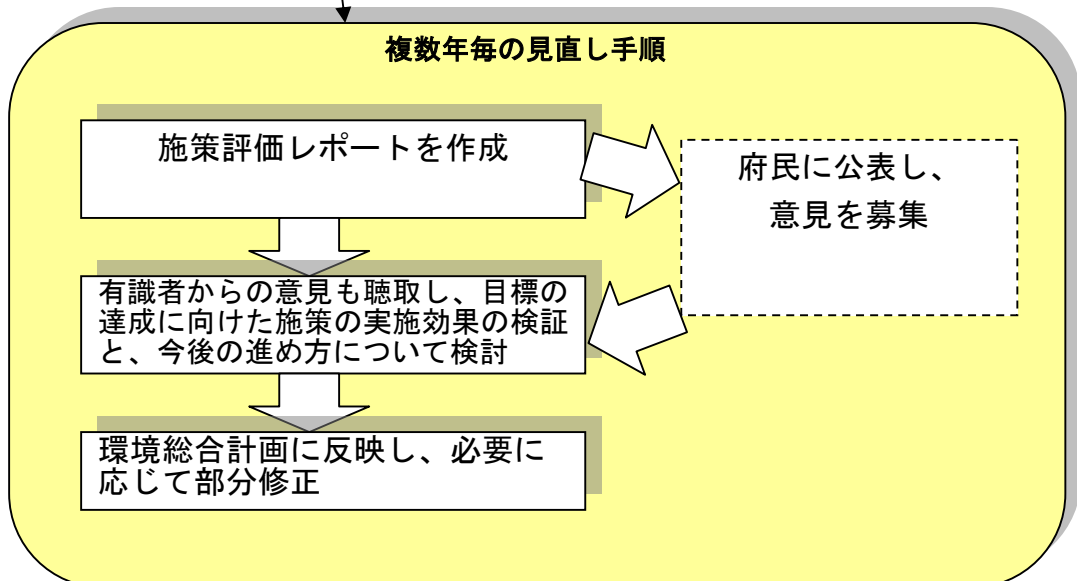 複数年毎の見直し手順
施策評価レポートを作成
府民に公表し、
意見を募集
有識者からの意見も聴取し、目標の
達成に向けた施策の実施効果の検証
と、今後の進め方について検討
環境総合計画に反映し、必要に
応じて部分修正